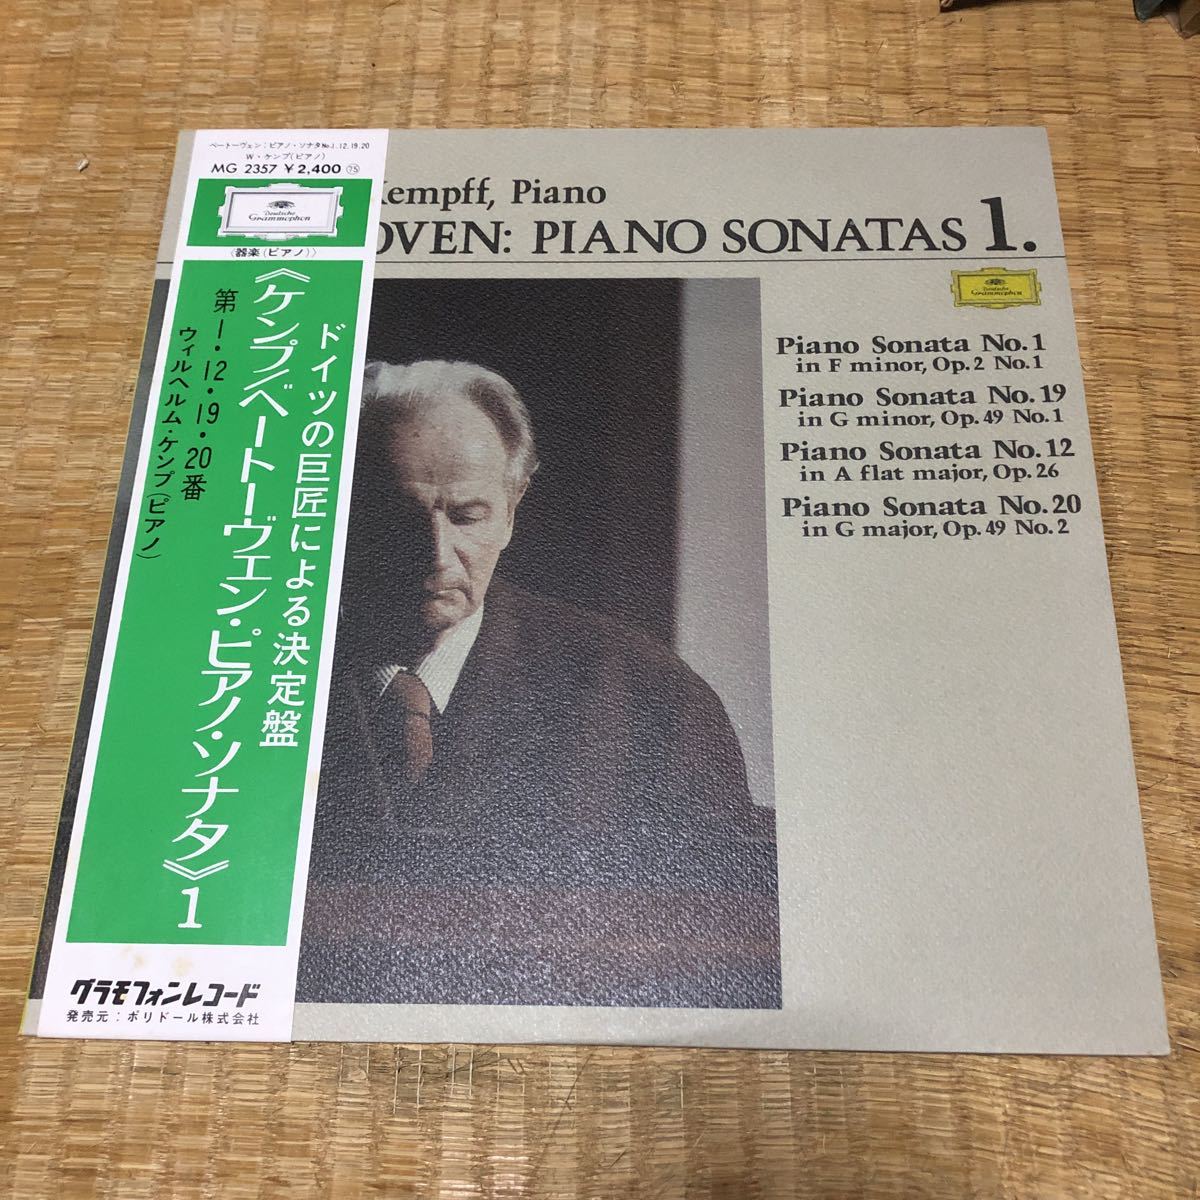 ベートーヴェン:ピアノ・ソナタNo.1.12.19.20
W・ケンプ(ピアノ)
MG 2357 ¥2,400 75
Deutsche
Grammophon
〈器楽(ピアノ)〉
ドイツの巨匠による決定盤
《ケンプ/ベートーヴェン・ピアノ・ソナタ》1
第1・12・19・20番
ウィルヘルム・ケンプ(ピアノ)
グラモフォンレコード
発売元:ポリドール株式会社
Kempff, Piano
OVEN: PIANO SONATAS 1.
Deutsche
Grammophon
Piano Sonata No.1
in F minor, Op.2 No.1
Piano Sonata No.19
in G minor, Op.49 No.1
Piano Sonata No.12
in A flat major, Op.26
Piano Sonata No.20
in G major, Op.49 No.2